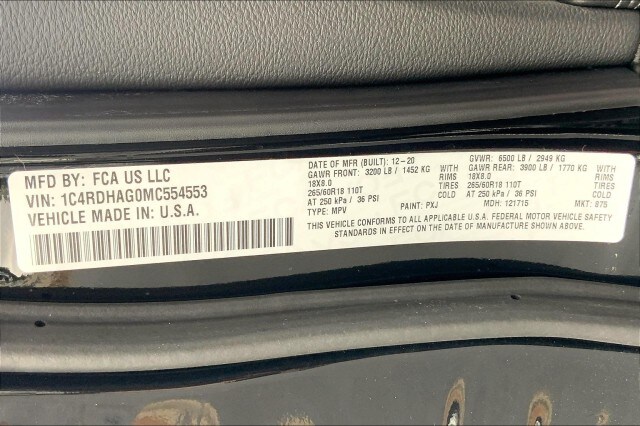 MFD BY: FCA US LLC
VIN: 1C4RDHAG0MC554553
VEHICLE MADE IN: U.S.A.
DATE OF MFR (BUILT): 12-20 GVWR: 6500 LB / 2949 KG
GAWR FRONT: 3200 LB / 1452 KG WITH GAWR REAR: 3900 LB / 1770 KG WITH
18X8.0 RIMS 18X8.0 RIMS
265/60R18 110T TIRES 265/60R18 110T TIRES
AT 250 kPa / 36 PSI COLD AT 250 kPa / 36 PSI COLD
TYPE: MPV PAINT: PXJ MDH: 121715 MKT: 875
THIS VEHICLE CONFORMS TO ALL APPLICABLE U.S.A. FEDERAL MOTOR VEHICLE SAFETY
STANDARDS IN EFFECT ON THE DATE OF MANUFACTURE SHOWN ABOVE.